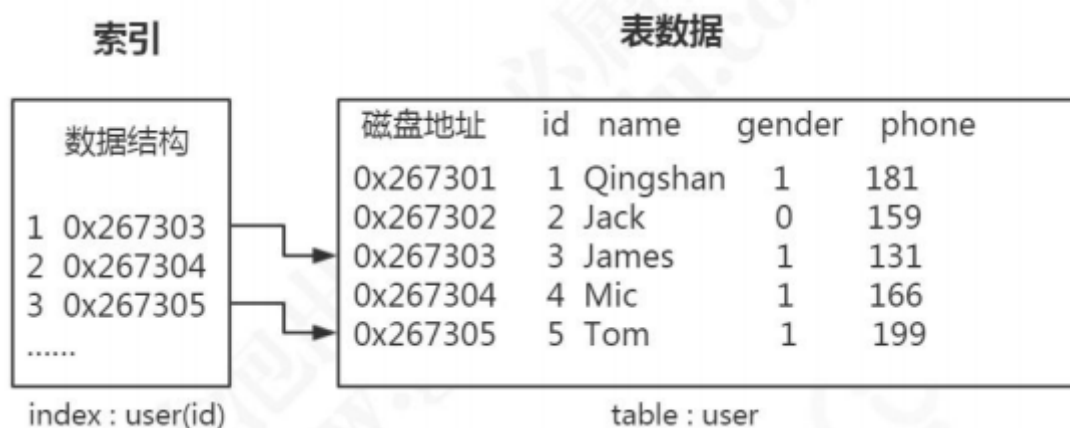 索引
表数据
数据结构
1 0x267303
2 0x267304
3 0x267305
......
index : user(id)
磁盘地址 id name gender phone
0x267301 1 Qingshan 1 181
0x267302 2 Jack 0 159
0x267303 3 James 1 131
0x267304 4 Mic 1 166
0x267305 5 Tom 1 199
table : user